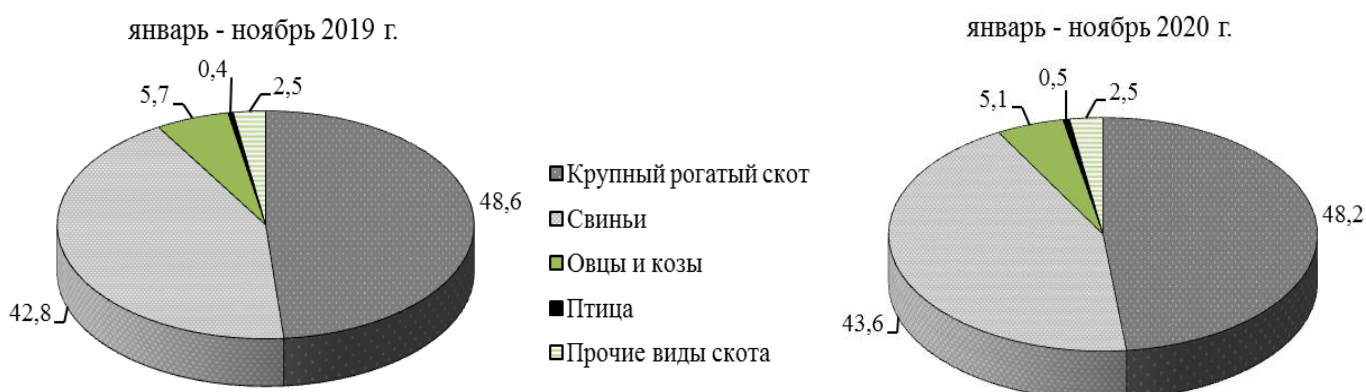 январь - ноябрь 2019 г.
0,4
2,5
5,7
48,6
42,8
Крупный рогатый скот
Свиньи
Овцы и козы
Птица
Прочие виды скота
январь - ноябрь 2020 г.
0,5
2,5
5,1
48,2
43,6